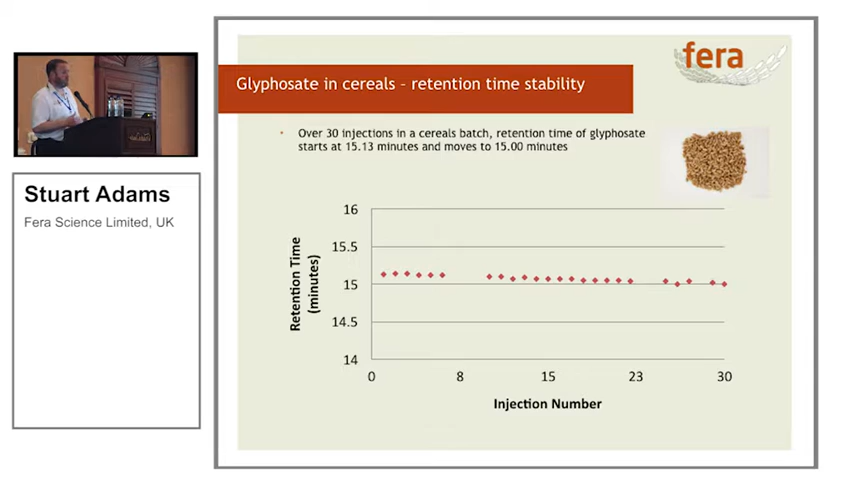 fera
Glyphosate in cereals – retention time stability
• Over 30 injections in a cereals batch, retention time of glyphosate
starts at 15.13 minutes and moves to 15.00 minutes
Stuart Adams
Fera Science Limited, UK
16
15.5
15
14.5
14
Retention Time
(minutes)
0 8 15 23 30
Injection Number